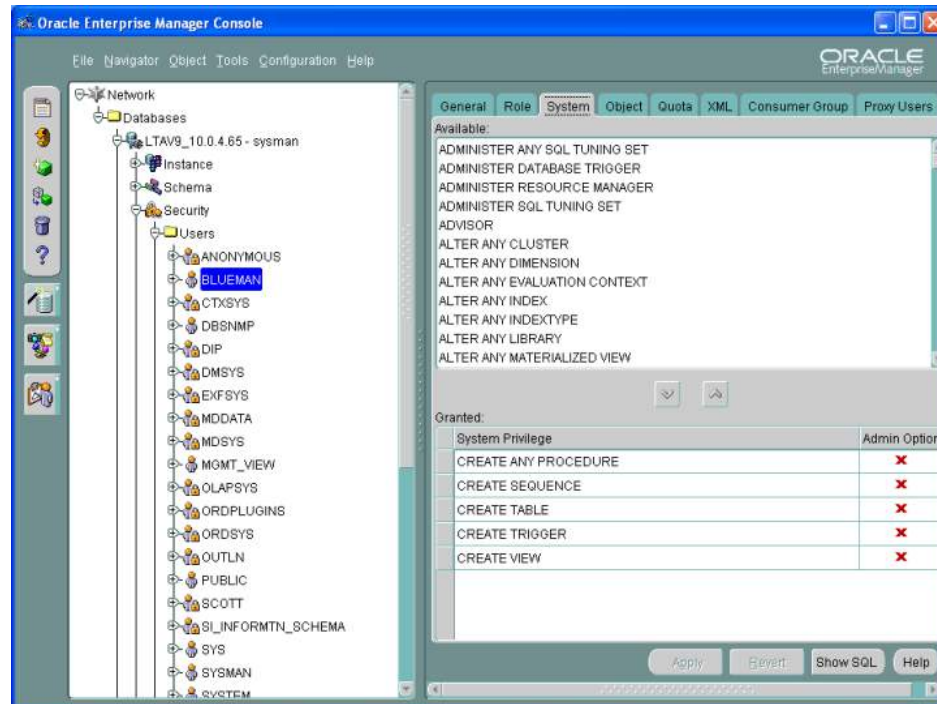 Oracle Enterprise Manager Console
File Navigator Object Tools Configuration Help
ORACLE
EnterpriseManager
Network
Databases
LTAV9_10.0.4.65 - sysman
Instance
Schema
Security
Users
ANONYMOUS
BLUEMAN
CTXSYS
DBSNMP
DIP
DMSYS
EXFSYS
MDDATA
MDSYS
MGMT_VIEW
OLAPSYS
ORDPLUGINS
ORDSYS
OUTLN
PUBLIC
SCOTT
SI_INFORMTN_SCHEMA
SYS
SYSMAN
SYSTEM
General Role System Object Quota XML Consumer Group Proxy Users
Available:
ADMINISTER ANY SQL TUNING SET
ADMINISTER DATABASE TRIGGER
ADMINISTER RESOURCE MANAGER
ADMINISTER SQL TUNING SET
ADVISOR
ALTER ANY CLUSTER
ALTER ANY DIMENSION
ALTER ANY EVALUATION CONTEXT
ALTER ANY INDEX
ALTER ANY INDEXTYPE
ALTER ANY LIBRARY
ALTER ANY MATERIALIZED VIEW
Granted:
System Privilege Admin Option
CREATE ANY PROCEDURE
CREATE SEQUENCE
CREATE TABLE
CREATE TRIGGER
CREATE VIEW
Apply Revert Show SQL Help